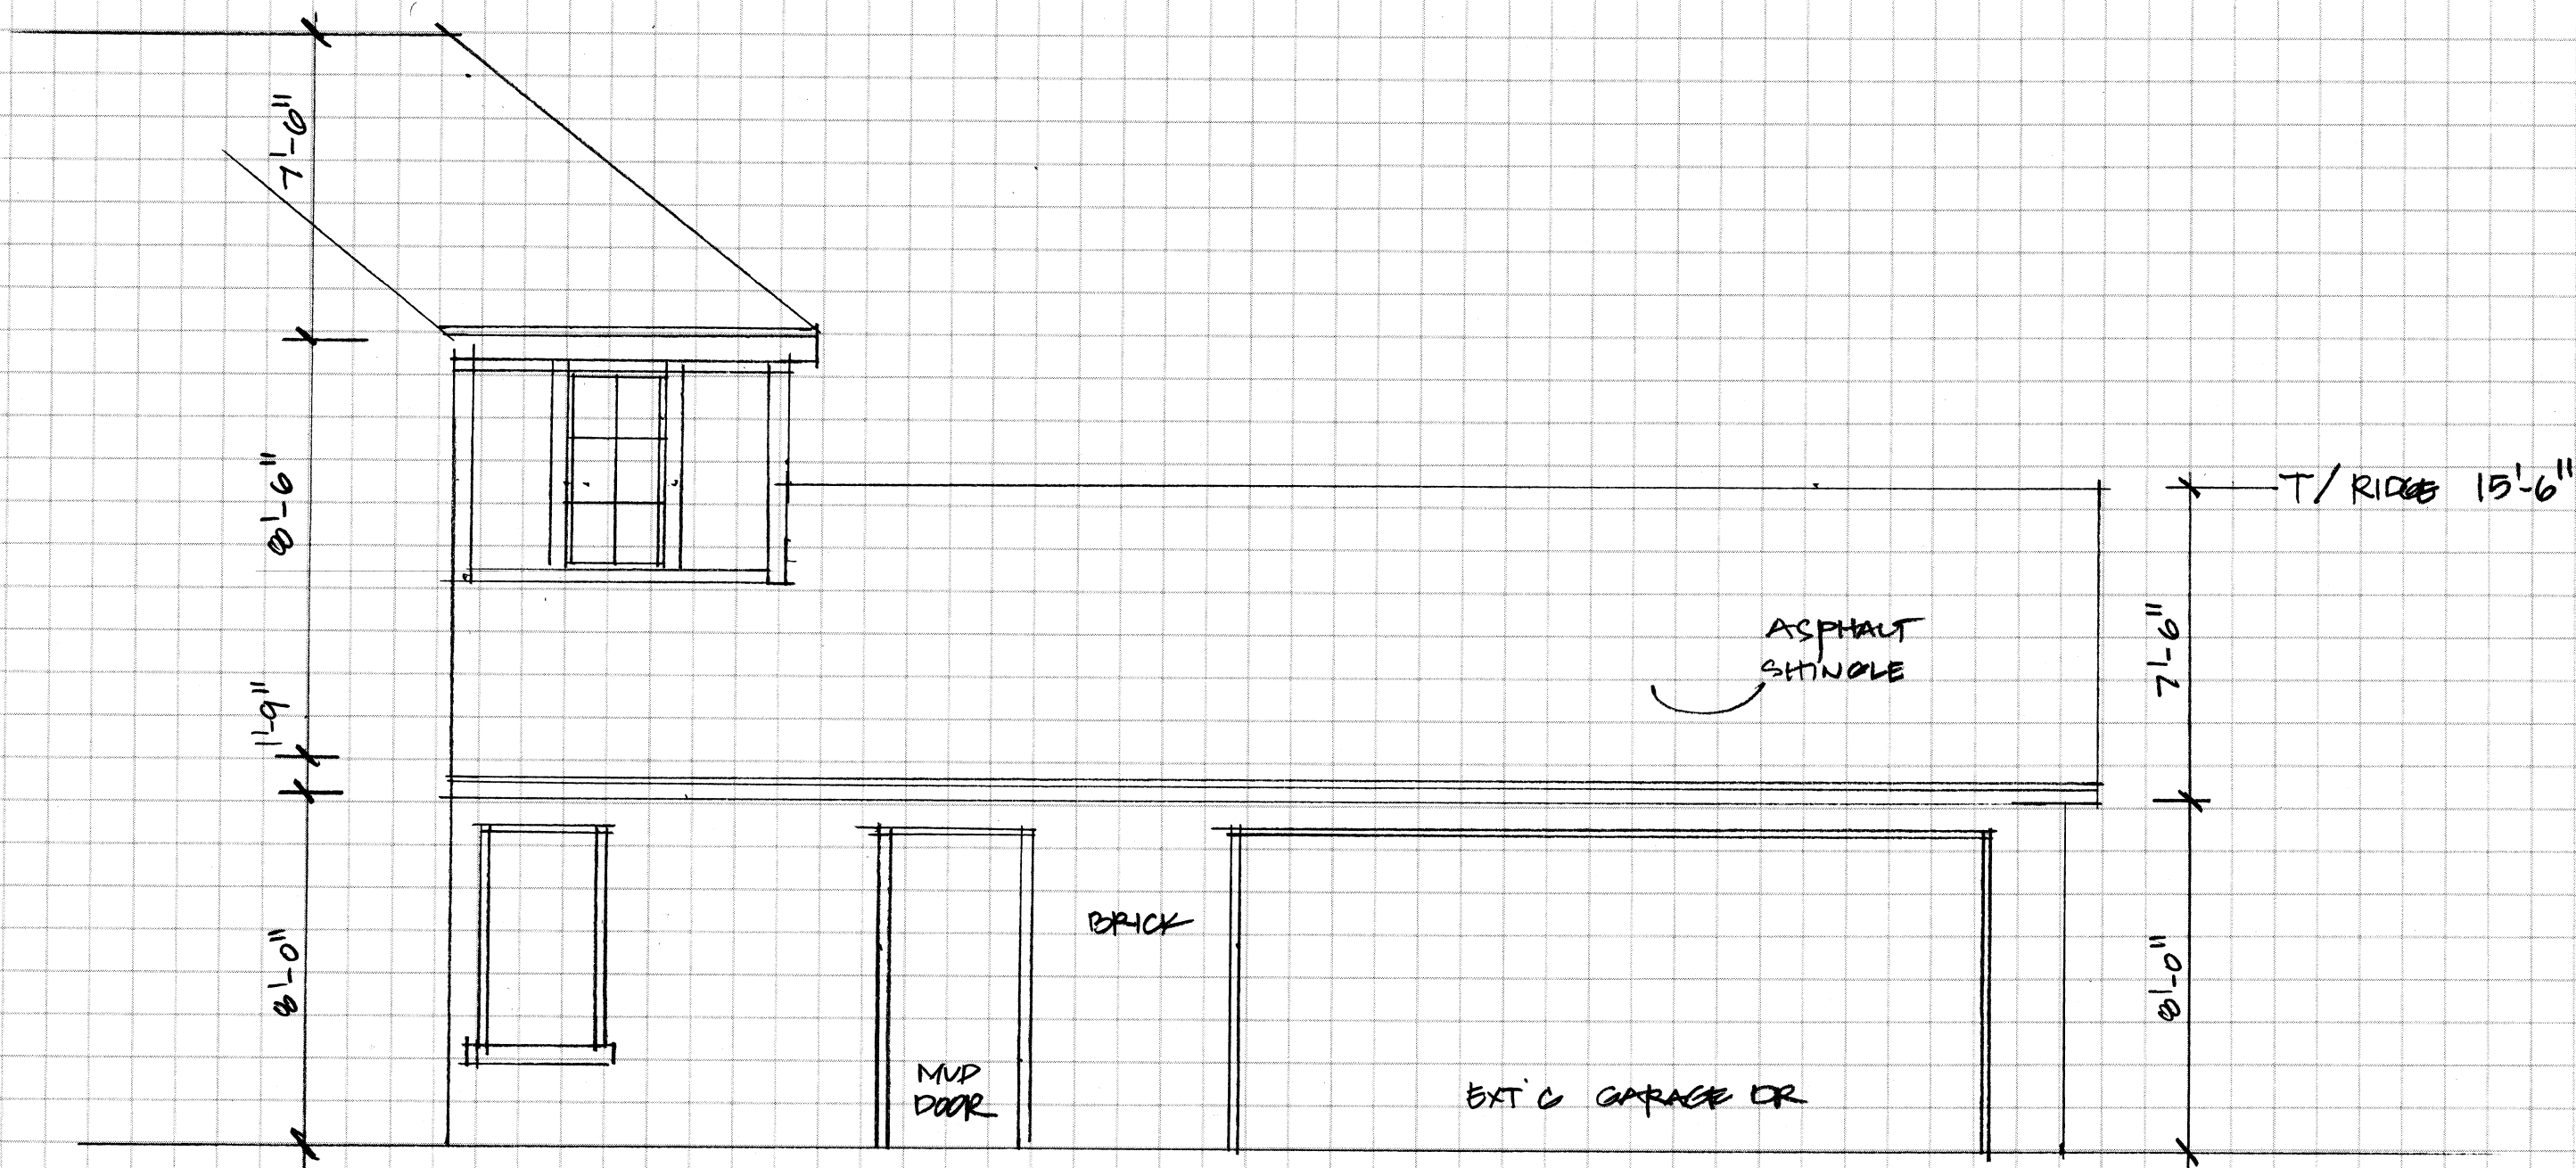 7'-0"
8'-6"
T/ RIDGE 15'-6"
ASPHALT
SHINGLE
7'-6"
1'-9"
BRICK
8'-0"
8'-0"
MUD
DOOR
EXT'G GARAGE DR